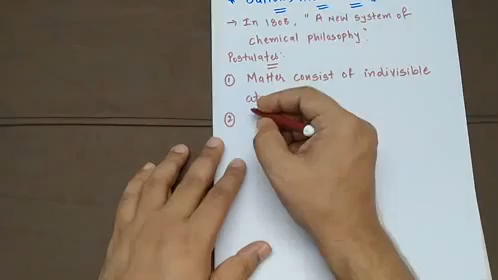 → In 1808, "A New system of
chemical philosophy".
Postulates:
① Matter consist of indivisible
②